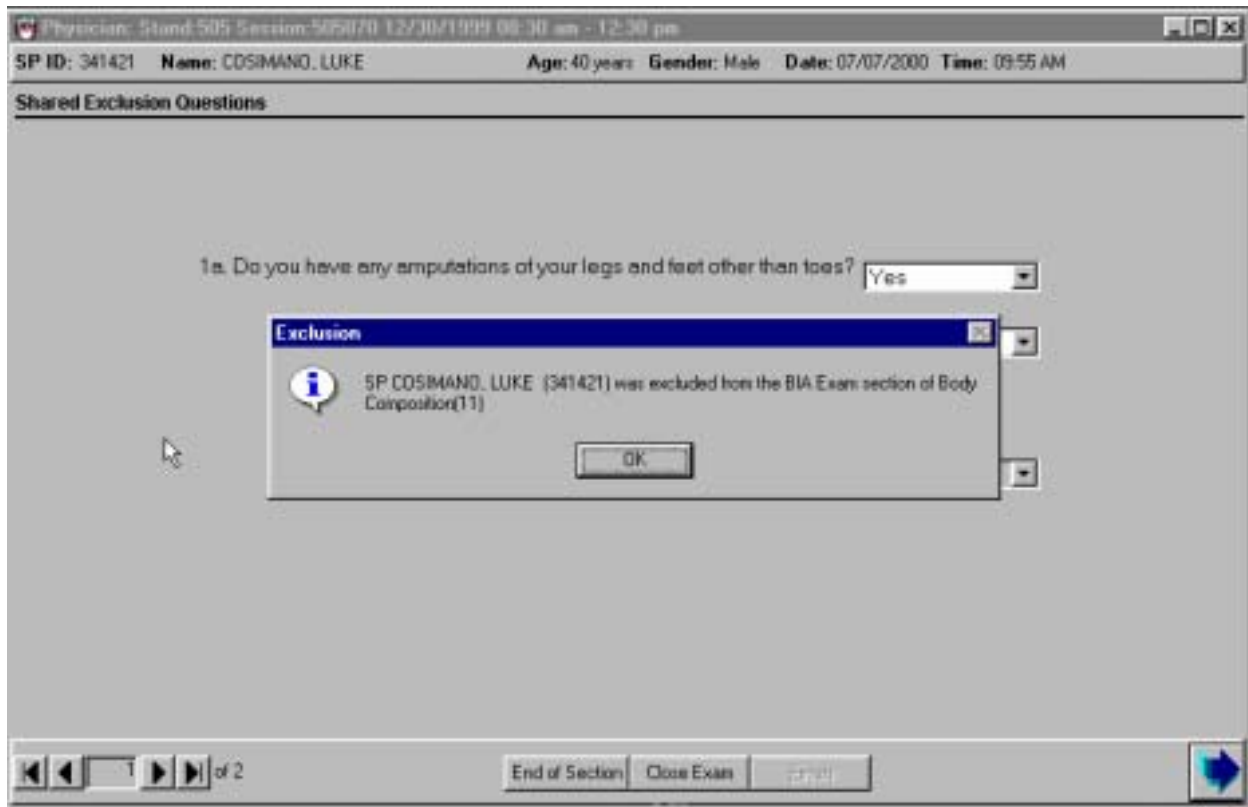 Physician: Stand:505 Session:505070 12/30/1999 08:30 am - 12:30 pm
SP ID: 341421 Name: COSIMANO, LUKE Age: 40 years Gender: Male Date: 07/07/2000 Time: 09:55 AM
Shared Exclusion Questions
1a. Do you have any amputations of your legs and feet other than toes? Yes
Exclusion
SP COSIMANO, LUKE (341421) was excluded from the BIA Exam section of Body
Composition(11)
OK
1 of 2 End of Section Close Exam